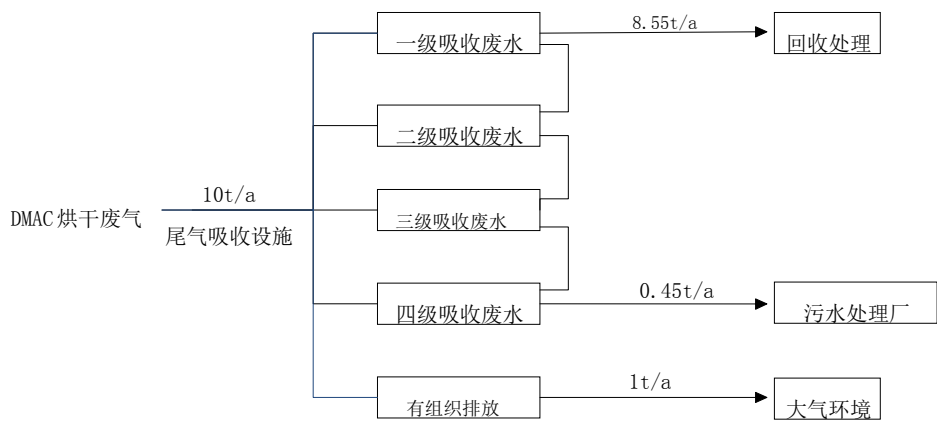 一级吸收废水
8.55t/a
回收处理
二级吸收废水
10t/a
DMAC烘干废气
尾气吸收设施
三级吸收废水
四级吸收废水
0.45t/a
污水处理厂
有组织排放
1t/a
大气环境